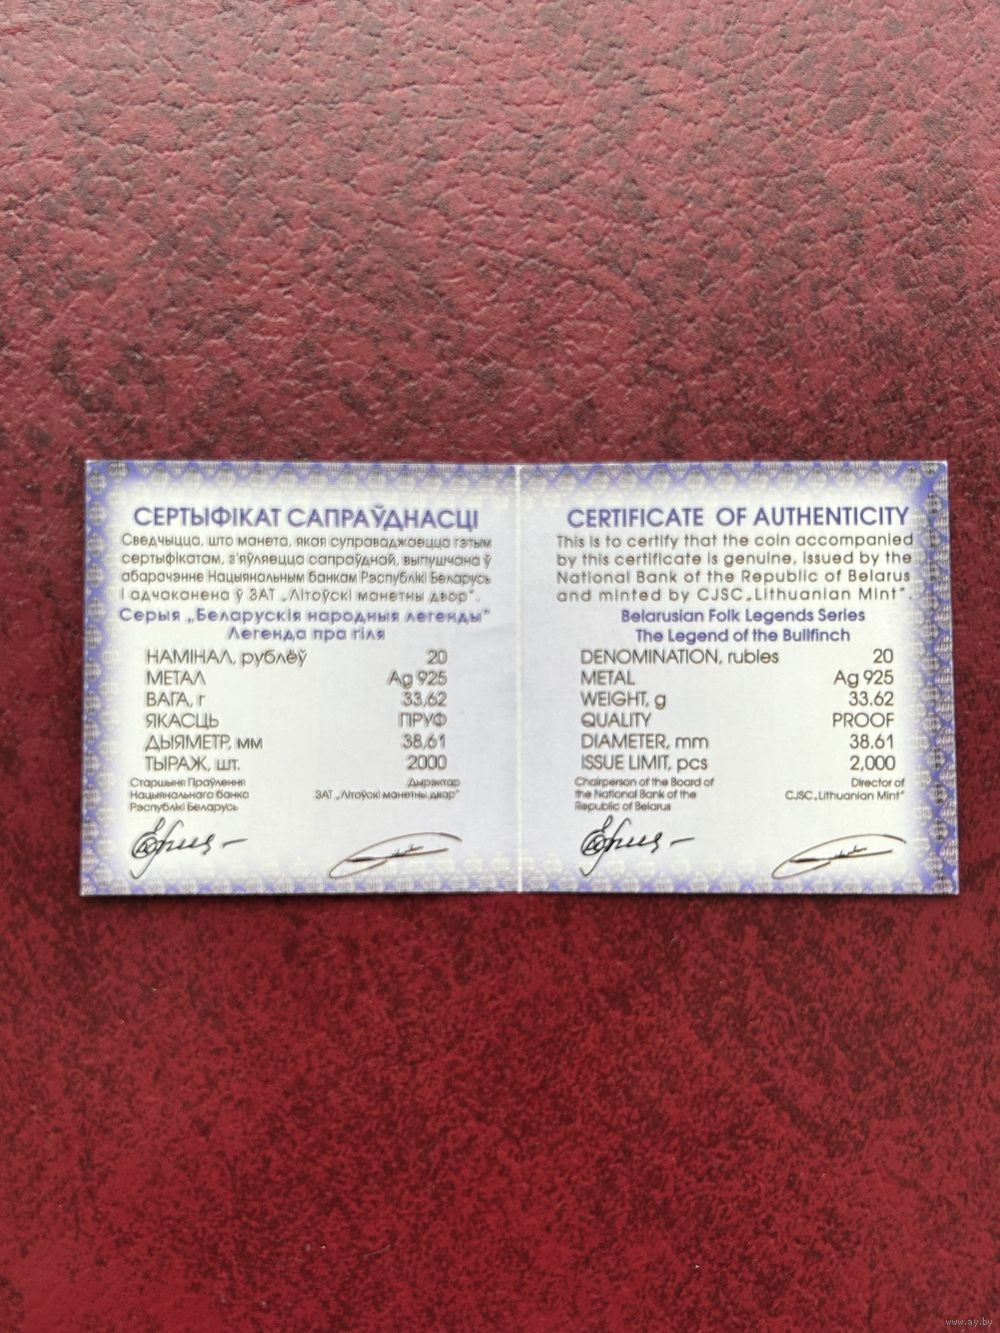 СЕРТЫФІКАТ САПРАЎДНАСЦІ
Сведчыцца, што манета, якая суправаджаецца гэтым
сертыфікатам, з'яўляецца сапраўднай, выпушчана ў
абарачэнне Нацыянальным банкам Рэспублікі Беларусь
і адчаканена ў ЗАТ „Літоўскі манетны двор".
Серыя „Беларускія народныя легенды"
Легенда пра гіля
НАМІНАЛ, рублёў 20
МЕТАЛ Ag 925
ВАГА, г 33,62
ЯКАСЦЬ ПРУФ
ДЫЯМЕТР, мм 38,61
ТЫРАЖ, шт. 2000
Старшыня Праўлення
Нацыянальнага банка
Рэспублікі Беларусь
Дырэктар
ЗАТ „Літоўскі манетны двор"
CERTIFICATE OF AUTHENTICITY
This is to certify that the coin accompanied
by this certificate is genuine, issued by the
National Bank of the Republic of Belarus
and minted by CJSC „Lithuanian Mint".
Belarusian Folk Legends Series
The Legend of the Bullfinch
DENOMINATION, rubles 20
METAL Ag 925
WEIGHT, g 33.62
QUALITY PROOF
DIAMETER, mm 38.61
ISSUE LIMIT, pcs 2,000
Chairperson of the Board of
the National Bank of the
Republic of Belarus
Director of
CJSC „Lithuanian Mint"
www.ay.by